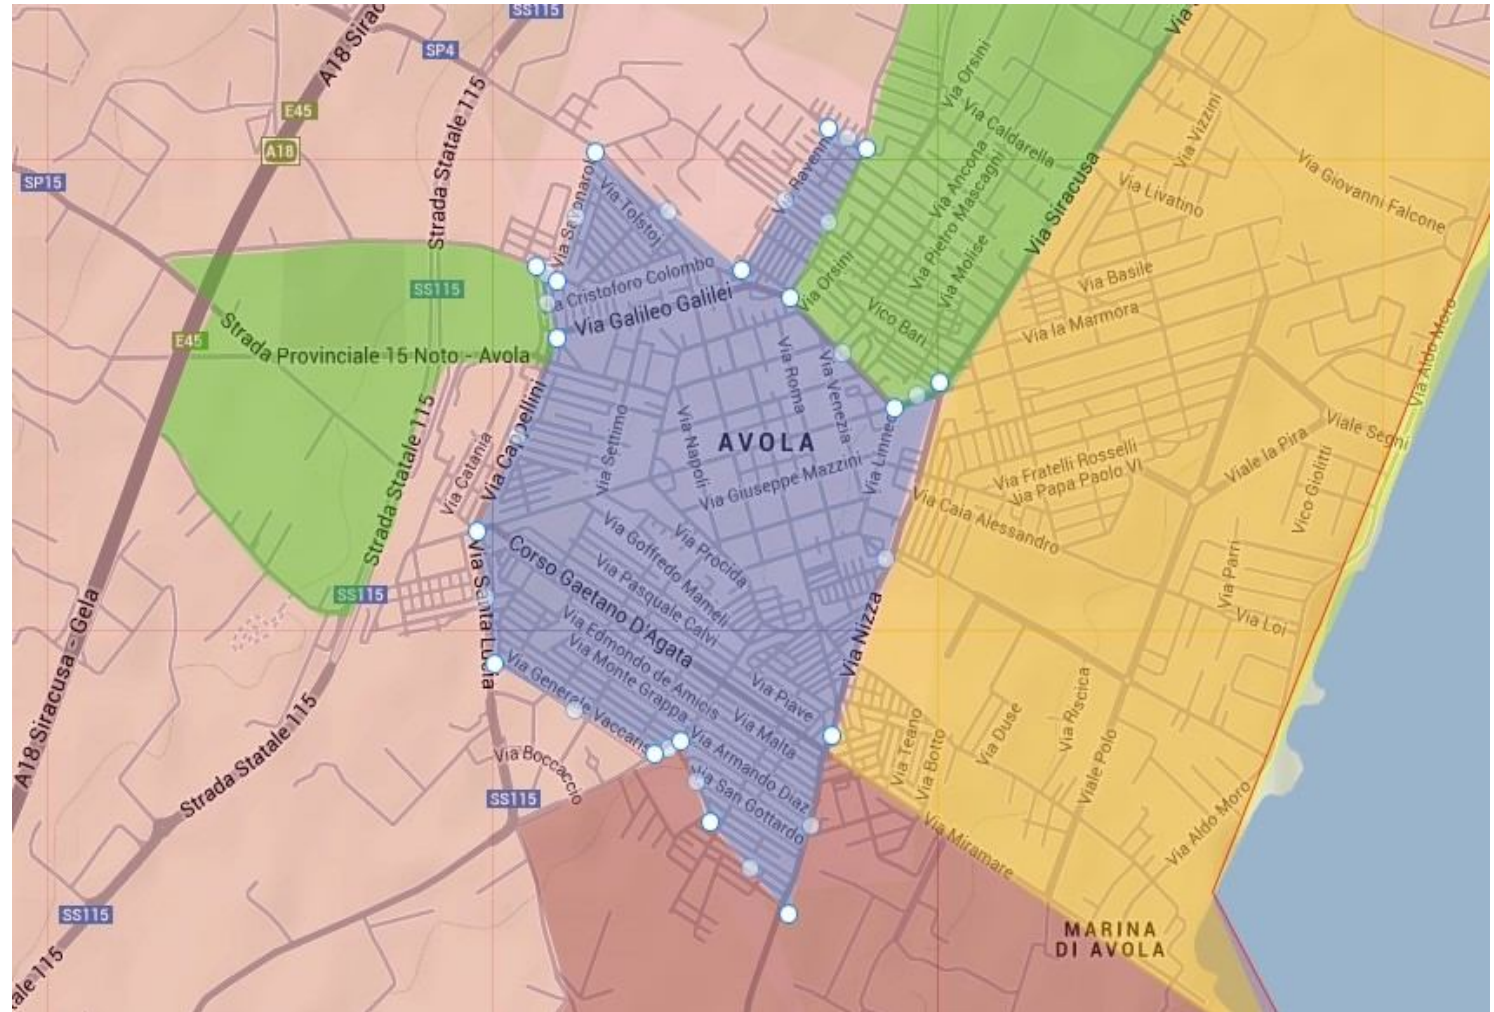 SS115
Via S
SP4
A18 Sirac
Via Orsini
E45
Via Caldarella
Via Vizzini
A18
Strada Statale 115
Via Ancona
Via Pietro Mascagni
Via Giovanni Falcone
SP15
Via Ravenn
Via Savonarol
Via Tolstoj
Via Livatino
Via Siracusa
Via Molise
a Cristoforo Colombo
Via Orsini
Via Basile
SS115
Via Galileo Galilei
Vico Bari
Via la Marmora
E45
Strada Provinciale 15 Noto - Avola
Via Aldo Moro
Via Roma
Via Venezia
Via Cappellini
Via Settimo
Via Napoli
AVOLA
Via Linneo
Viale Segni
Via Catania
Strada Statale 115
Via Giuseppe Mazzini
Via Fratelli Rosselli
Via Papa Paolo VI
Viale la Pira
Vico Giolitti
Via Caia Alessandro
Via Goffredo Mameli
Via Procida
Corso Gaetano D'Agata
Via Pasquale Calvi
Via Parri
SS115
Via Santa Lucia
Via Edmondo de Amicis
Via Monte Grappa
Via Nizza
Via Loi
A18 Siracusa - Gela
Via Generale Vaccaris
Via Piave
Via Malta
Via Riscica
Via Teano
Via Botto
Via Duse
Viale Polo
Via Boccaccio
Via Armando Diaz
Via San Gottardo
Strada Statale 115
SS115
Via Aldo Moro
Via Miramare
SS115
MARINA
DI AVOLA
ale 115